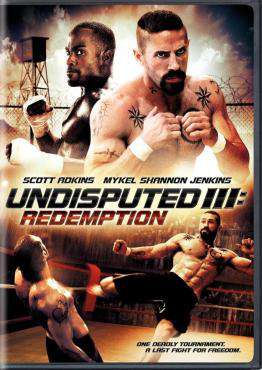 SCOTT ADKINS MYKEL SHANNON JENKINS
UNDISPUTED III:
REDEMPTION
ONE DEADLY TOURNAMENT.
A LAST FIGHT FOR FREEDOM.